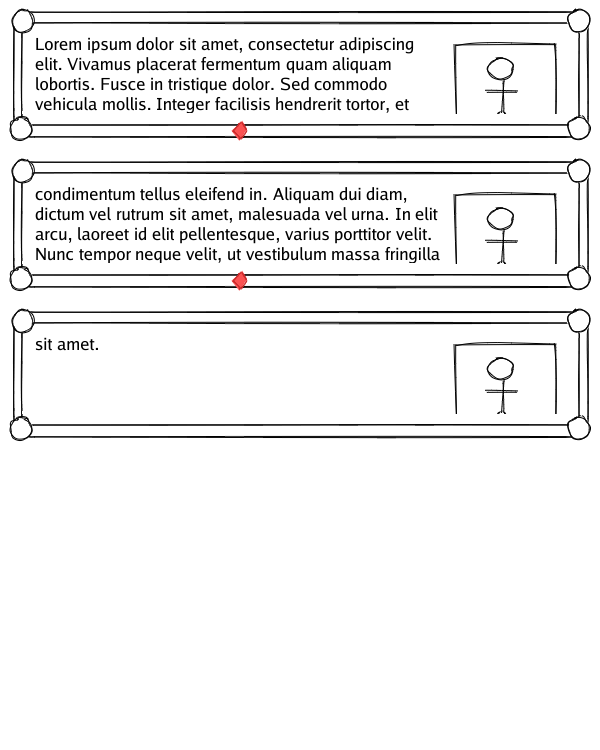 Lorem ipsum dolor sit amet, consectetur adipiscing
elit. Vivamus placerat fermentum quam aliquam
lobortis. Fusce in tristique dolor. Sed commodo
vehicula mollis. Integer facilisis hendrerit tortor, et
condimentum tellus eleifend in. Aliquam dui diam,
dictum vel rutrum sit amet, malesuada vel urna. In elit
arcu, laoreet id elit pellentesque, varius porttitor velit.
Nunc tempor neque velit, ut vestibulum massa fringilla
sit amet.